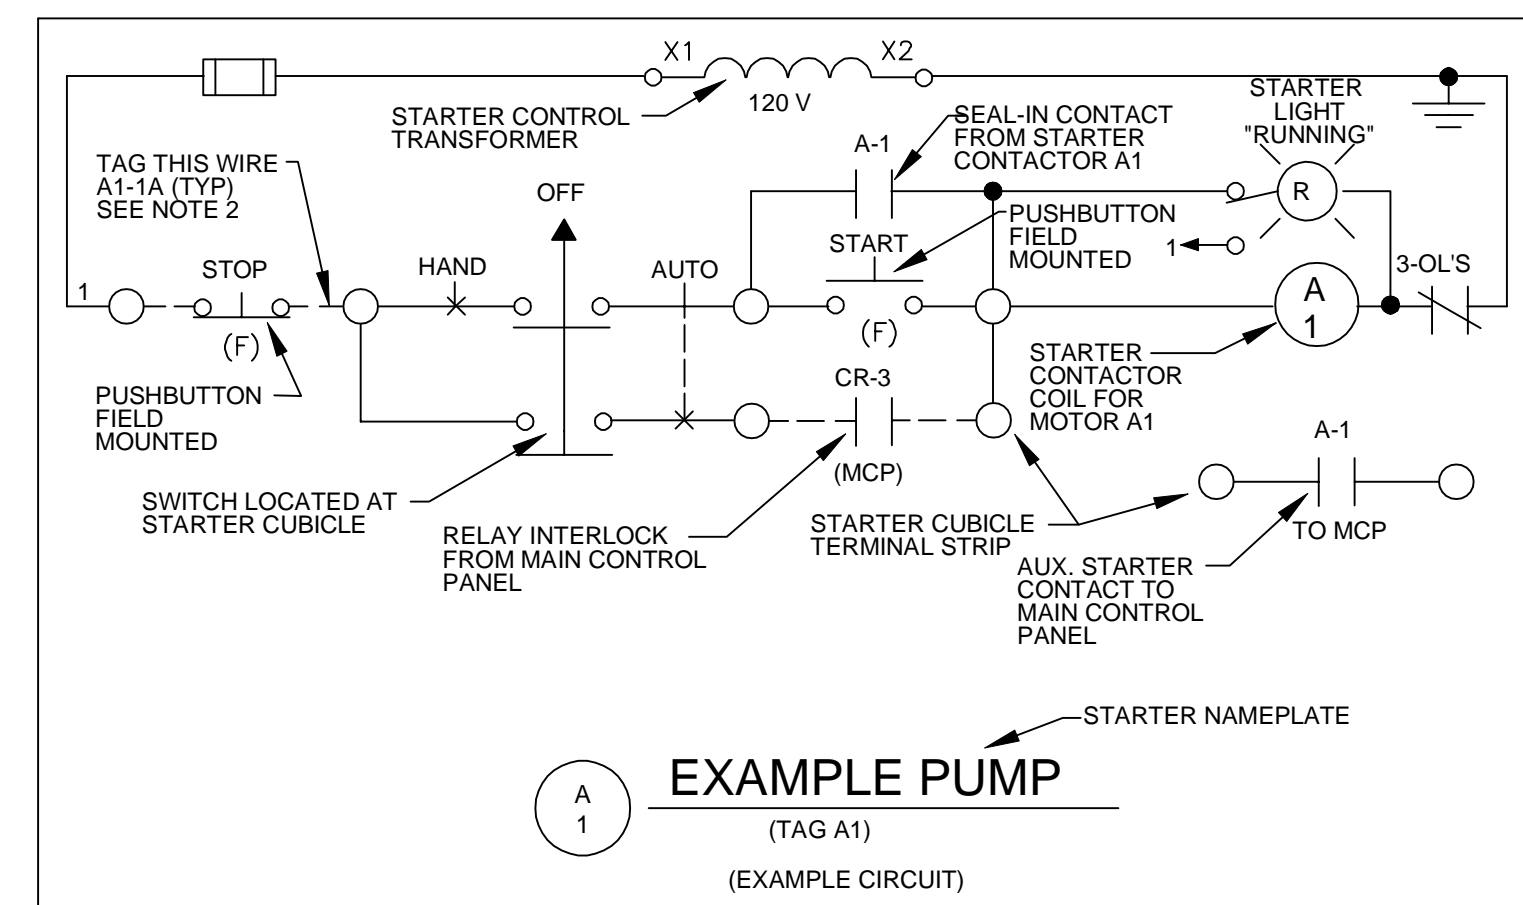 X1
X2
120 V
STARTER CONTROL
TRANSFORMER
SEAL-IN CONTACT
FROM STARTER
CONTACTOR A1
A-1
STARTER
LIGHT
"RUNNING"
R
TAG THIS WIRE
A1-1A (TYP)
SEE NOTE 2
OFF
PUSHBUTTON
FIELD
MOUNTED
START
1
3-OL'S
1
STOP
(F)
HAND
AUTO
(F)
A
1
PUSHBUTTON
FIELD
MOUNTED
CR-3
(MCP)
STARTER
CONTACTOR
COIL FOR
MOTOR A1
A-1
TO MCP
SWITCH LOCATED AT
STARTER CUBICLE
RELAY INTERLOCK
FROM MAIN CONTROL
PANEL
STARTER CUBICLE
TERMINAL STRIP
AUX. STARTER
CONTACT TO
MAIN CONTROL
PANEL
STARTER NAMEPLATE
A
1
EXAMPLE PUMP
(TAG A1)
(EXAMPLE CIRCUIT)